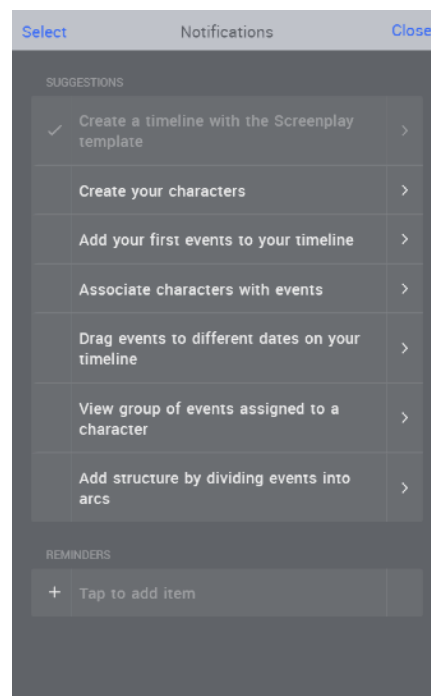 Select Notifications Close
SUGGESTIONS
Create a timeline with the Screenplay
template
Create your characters
Add your first events to your timeline
Associate characters with events
Drag events to different dates on your
timeline
View group of events assigned to a
character
Add structure by dividing events into
arcs
REMINDERS
+ Tap to add item